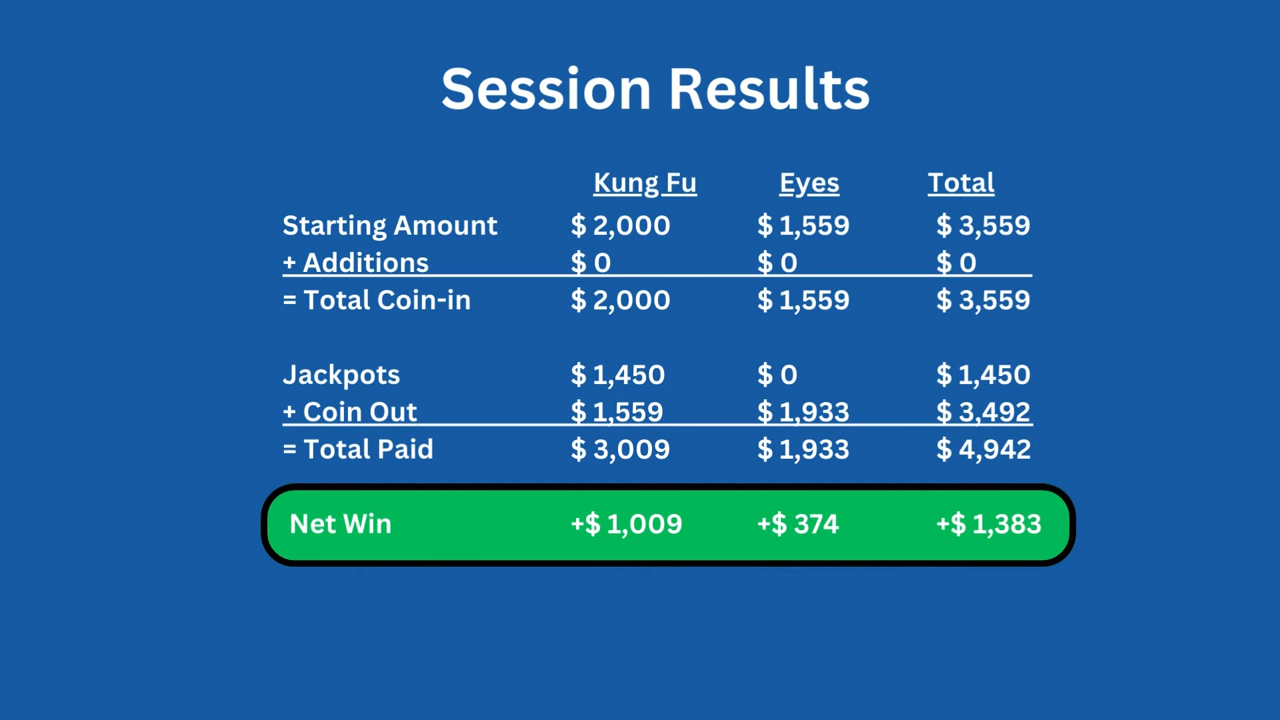 Session Results
Kung Fu Eyes Total
Starting Amount $ 2,000 $ 1,559 $ 3,559
+ Additions $ 0 $ 0 $ 0
= Total Coin-in $ 2,000 $ 1,559 $ 3,559
Jackpots $ 1,450 $ 0 $ 1,450
+ Coin Out $ 1,559 $ 1,933 $ 3,492
= Total Paid $ 3,009 $ 1,933 $ 4,942
Net Win +$ 1,009 +$ 374 +$ 1,383